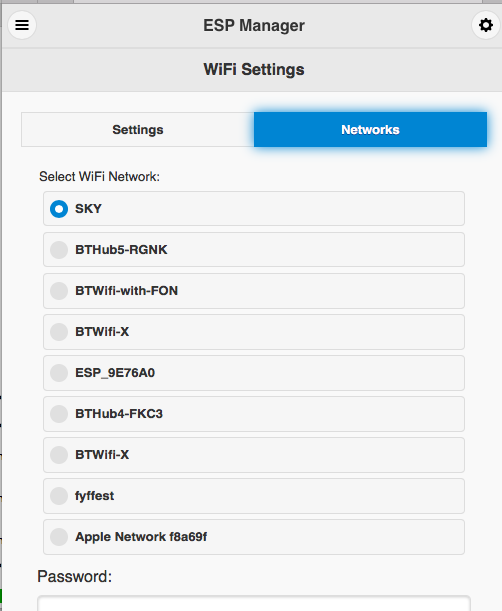 ESP Manager
WiFi Settings
Settings Networks
Select WiFi Network:
SKY
BTHub5-RGNK
BTWifi-with-FON
BTWifi-X
ESP_9E76A0
BTHub4-FKC3
BTWifi-X
fyffest
Apple Network f8a69f
Password: